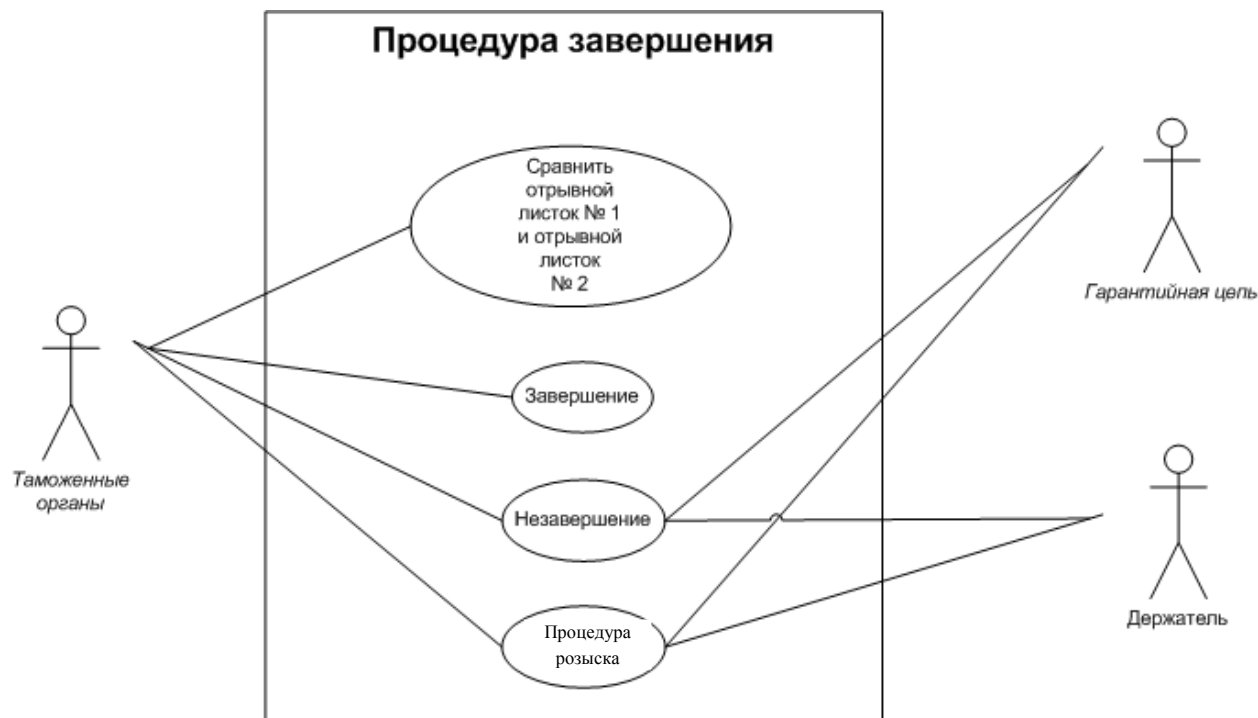 Процедура завершения
Сравнить
отрывной
листок № 1
и отрывной
листок
№ 2
Гарантийная цепь
Завершение
Таможенные
органы
Незавершение
Держатель
Процедура
розыска